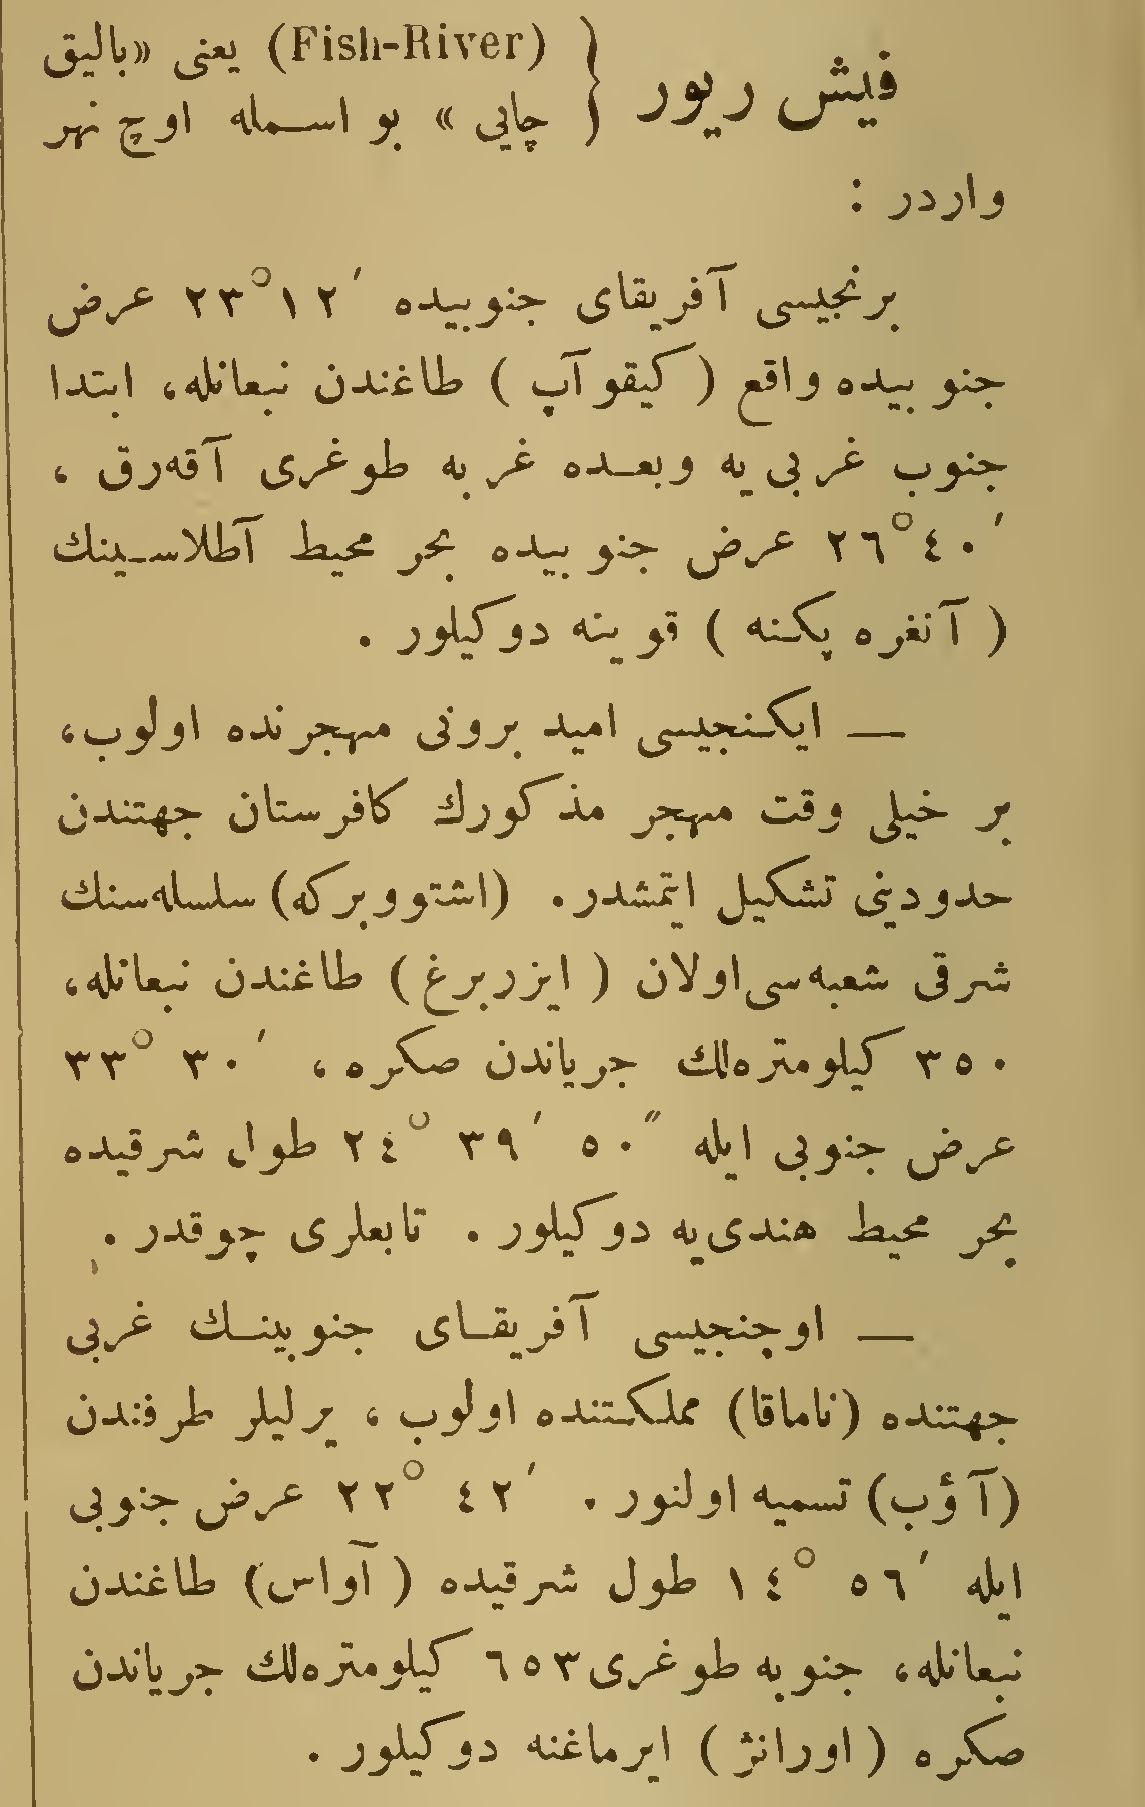 فیش ریور { (Fish-River) یعنی «بالیق
چایی» بو اسمله اوچ نهر
واردر :
برنجیسی آفریقای جنوبیده ′۱۲°۲۳ عرض
جنوبیده واقع ( کیقوآپ ) طاغندن نبعانله، ابتدا
جنوب غربی‌یه وبعده غربه طوغری آقه‌رق ،
′۴۰°۲٦ عرض جنوبیده بحر محیط آطلاسینك
( آنغره پکنه ) قوینه دوکیلور .
— ایکنجیسی امید برونی مهجرنده اولوب،
بر خیلی وقت مهجر مذکورك کافرستان جهتندن
حدودینی تشکیل ایتمشدر. (اشتووبرکه) سلسله‌سنك
شرقی شعبه‌سی اولان ( ایزربرغ ) طاغندن نبعانله،
۳۵۰ کیلومتره‌لك جریاندن صکره ، ′۳۰ °۳۳
عرض جنوبی ایله ″۵۰ ′۳۹ °۲٤ طول شرقیده
بحر محیط هندی‌یه دوکیلور . تابعلری چوقدر .
— اوچنجیسی آفریقای جنوبینك غربی
جهتنده (ناماقا) مملکتنده اولوب ، یرلیلر طرفندن
(آؤب) تسمیه اولنور . ′٤۲ °۲۲ عرض جنوبی
ایله ′۵٦ °۱٤ طول شرقیده ( آواس) طاغندن
نبعانله، جنوبه طوغری ٦۵۳ کیلومتره‌لك جریاندن
صکره ( اورانژ ) ایرماغنه دوکیلور .